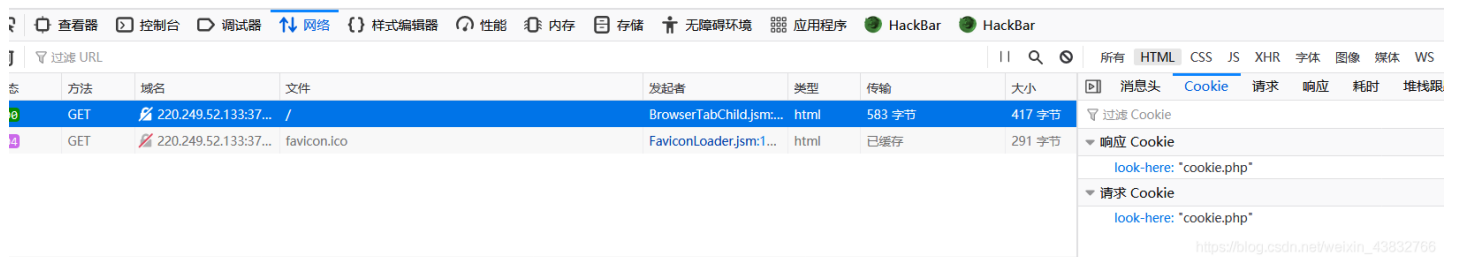 查看器 控制台 调试器 网络 {} 样式编辑器 性能 内存 存储 无障碍环境 应用程序 HackBar HackBar
过滤 URL 所有 HTML CSS JS XHR 字体 图像 媒体 WS
态 方法 域名 文件 发起者 类型 传输 大小 消息头 Cookie 请求 响应 耗时 堆栈跟
GET 220.249.52.133:37... / BrowserTabChild.jsm:... html 583 字节 417 字节 过滤 Cookie
GET 220.249.52.133:37... favicon.ico FaviconLoader.jsm:1... html 已缓存 291 字节 响应 Cookie
look-here: "cookie.php"
请求 Cookie
look-here: "cookie.php"
https://blog.csdn.net/weixin_43832766